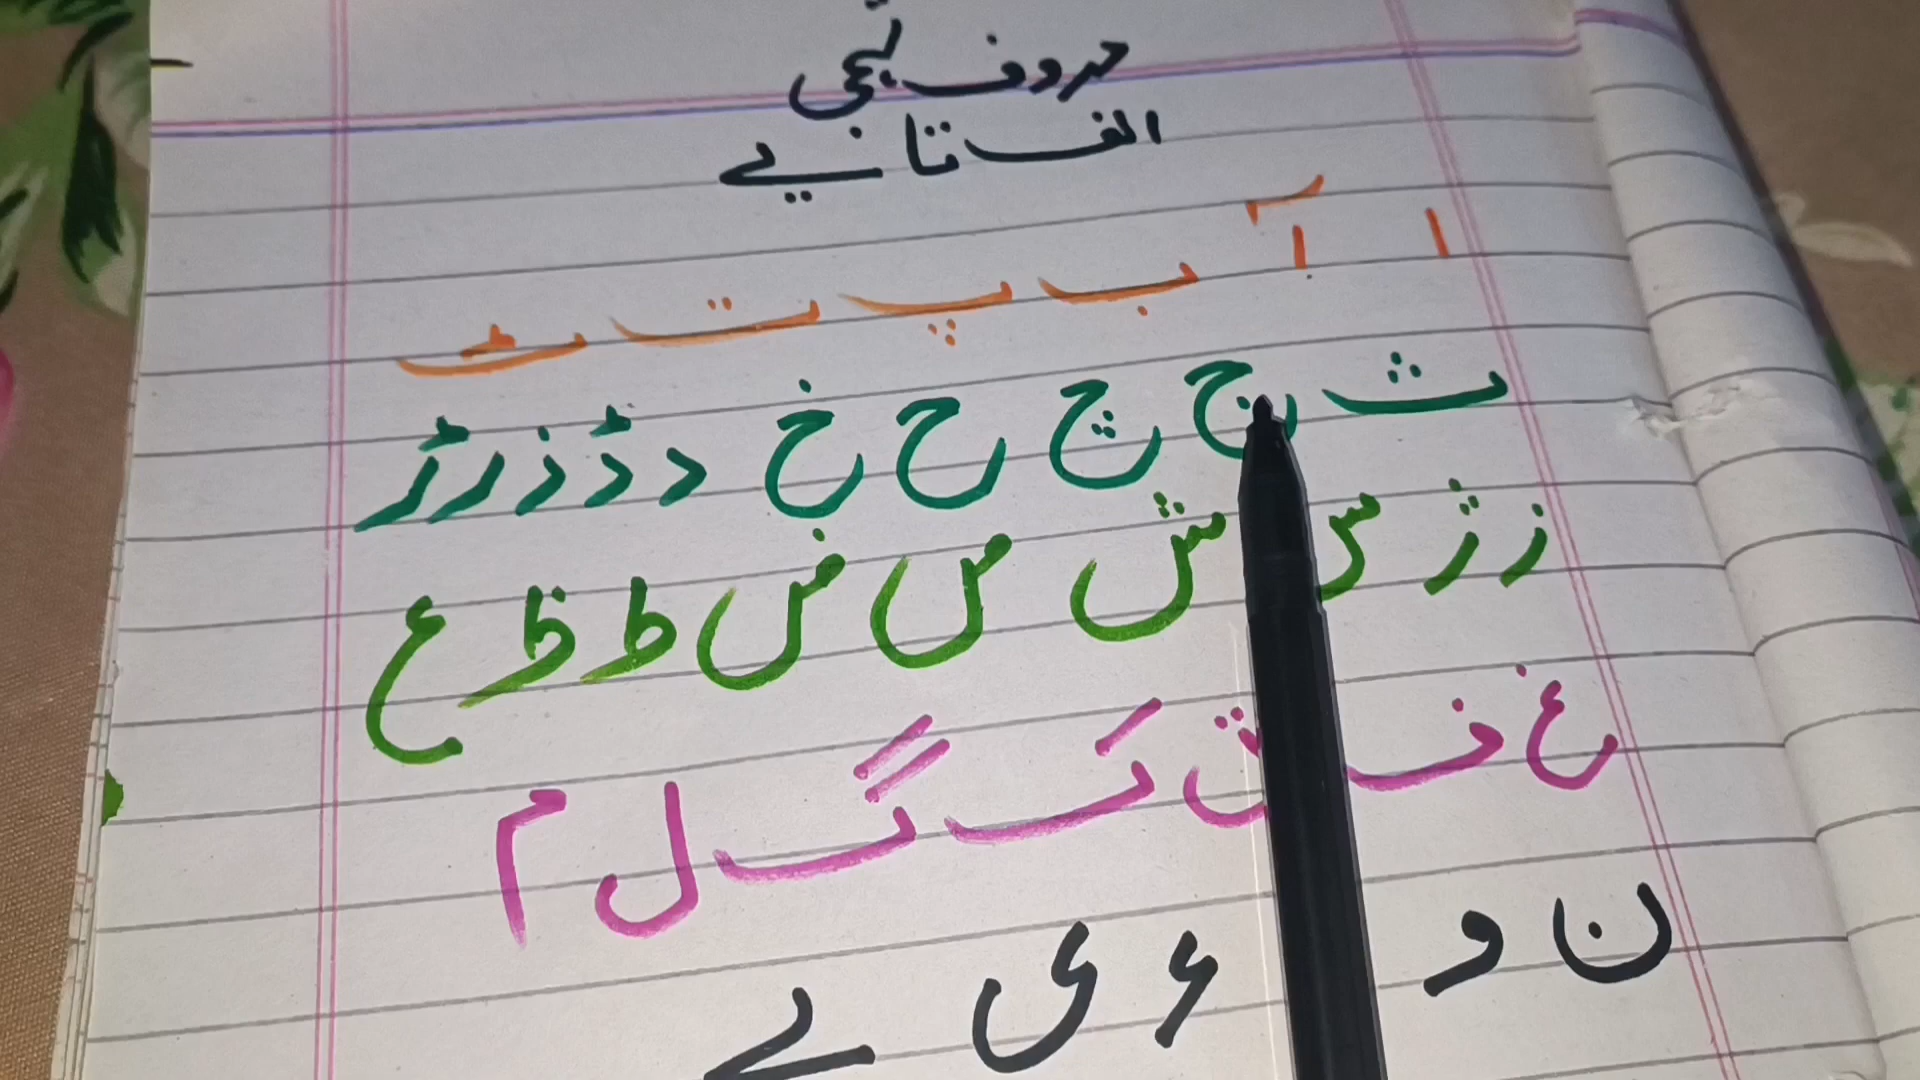 حروف تہجی
الف تا یے
ا آ ب پ ت ٹ
ث ج چ ح خ د ڈ ذ ر ڑ
ز ژ س ش ص ض ط ظ ع
غ ف ق ک گ ل م
ن و ء ی ے